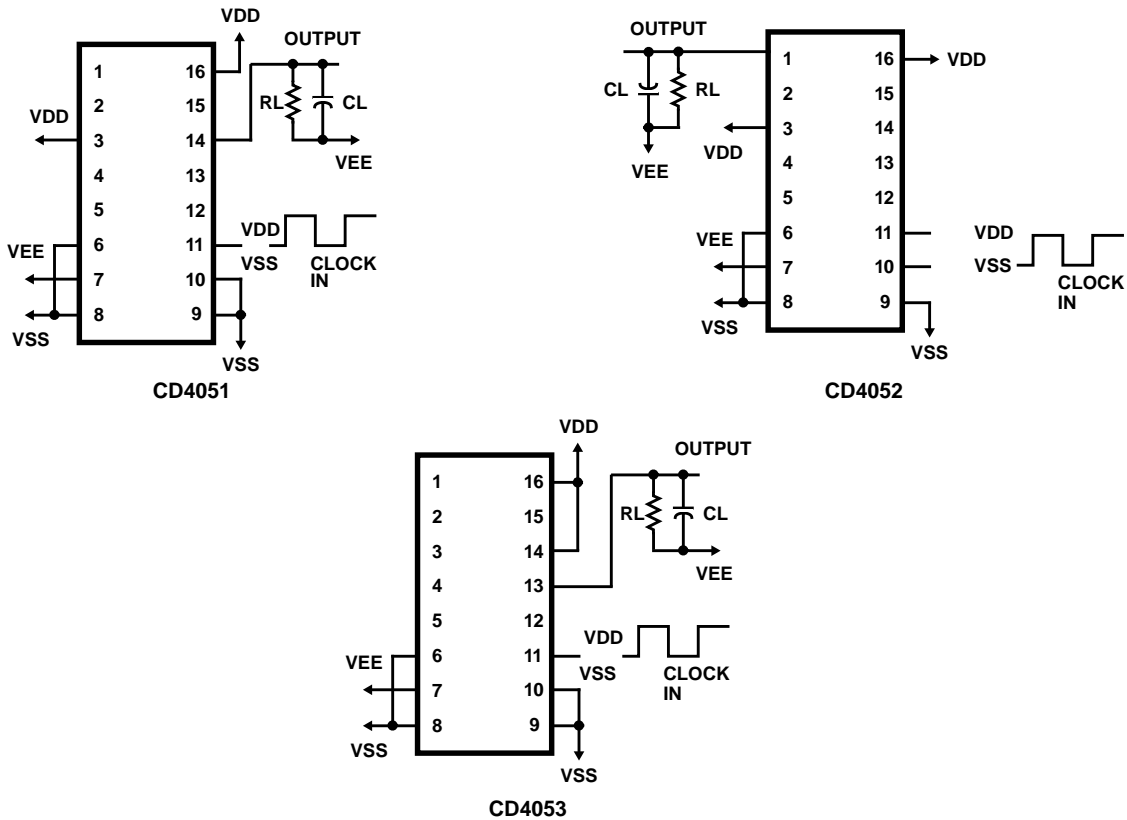 VDD
OUTPUT
1 16
2 15
RL CL
VDD
3 14
VEE
4 13
5 12
VDD
6 11
VEE
VSS
CLOCK
IN
7 10
8 9
VSS
VSS
CD4051
OUTPUT
1 16
VDD
CL RL
2 15
3 14
VDD
VEE
4 13
5 12
6 11
VDD
VEE
7 10
VSS
CLOCK
IN
8 9
VSS
VSS
CD4052
VDD
OUTPUT
1 16
2 15
RL CL
3 14
VEE
4 13
5 12
VDD
6 11
VSS
CLOCK
IN
VEE
7 10
8 9
VSS
VSS
CD4053